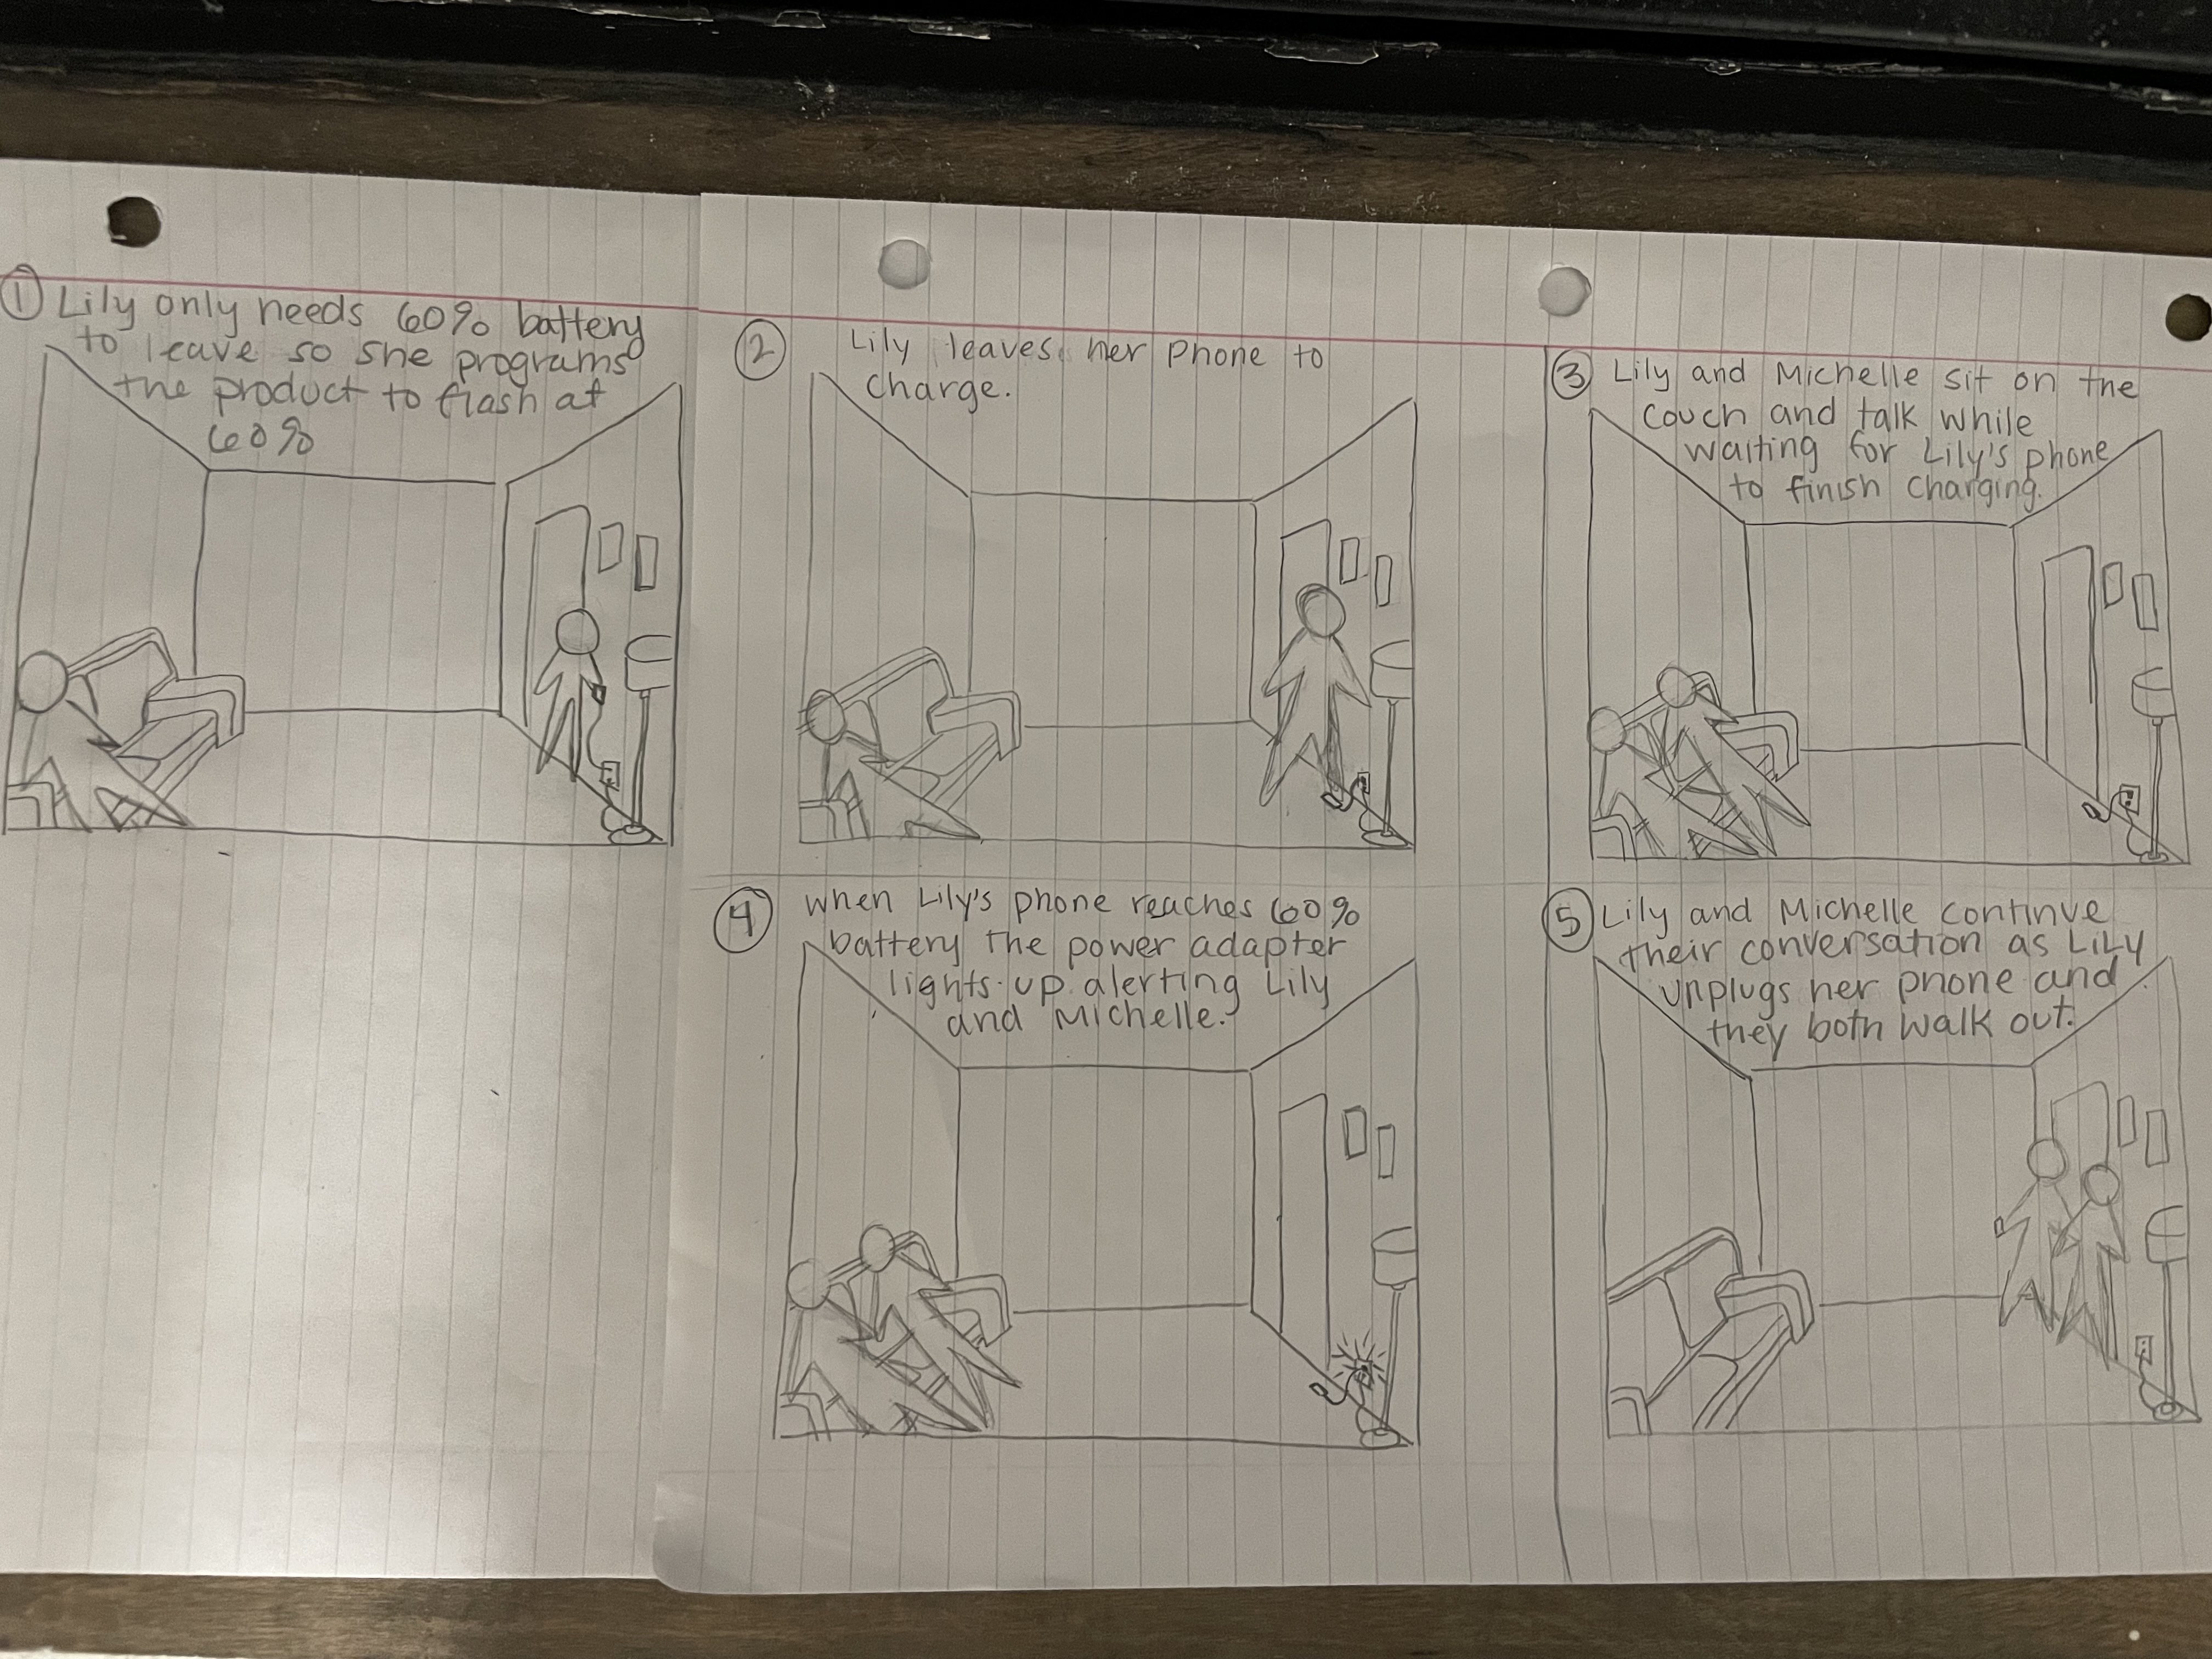 ① Lily only needs 60% battery
to leave so she programs
the product to flash at
60%
② Lily leaves her phone to
charge.
③ Lily and Michelle sit on the
couch and talk while
waiting for Lily's phone
to finish charging.
④ when Lily's phone reaches 60%
battery the power adapter
lights up alerting Lily
and Michelle.
⑤ Lily and Michelle continue
their conversation as LiLy
unplugs her phone and
they both walk out.